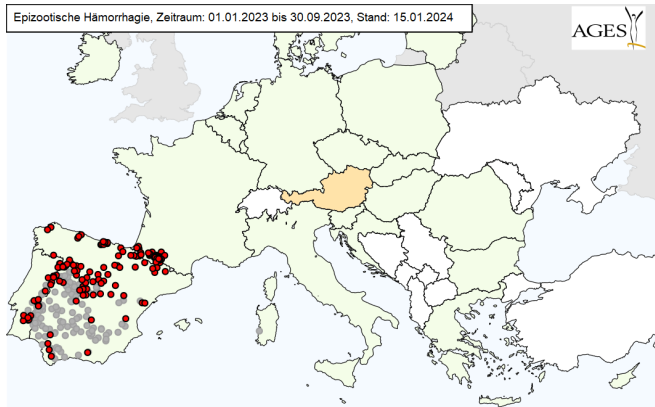 Epizootische Hämorrhagie, Zeitraum: 01.01.2023 bis 30.09.2023, Stand: 15.01.2024
AGES